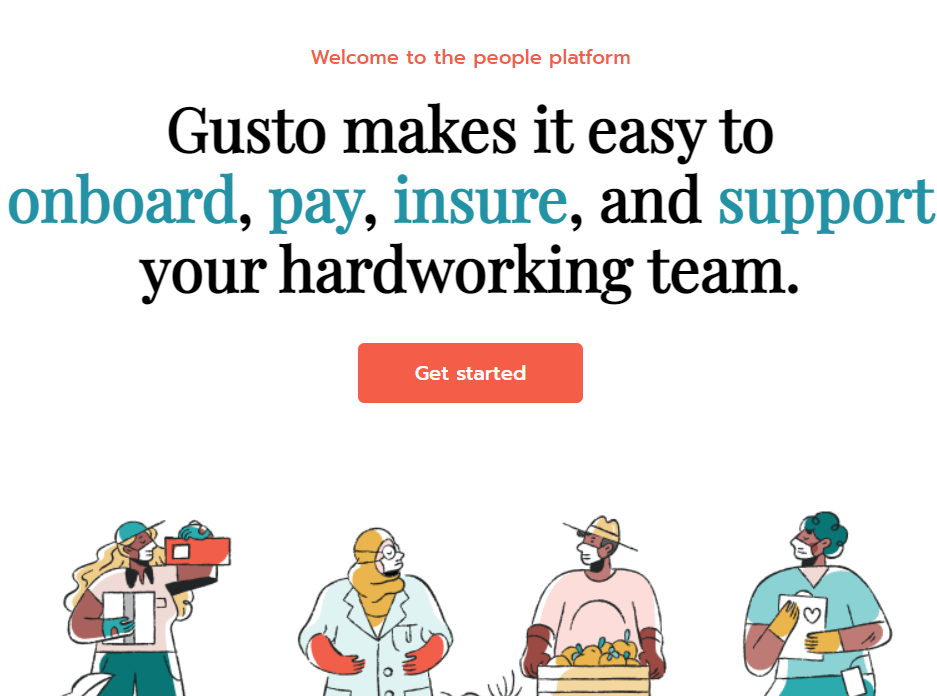 Welcome to the people platform
Gusto makes it easy to
onboard, pay, insure, and support
your hardworking team.
Get started